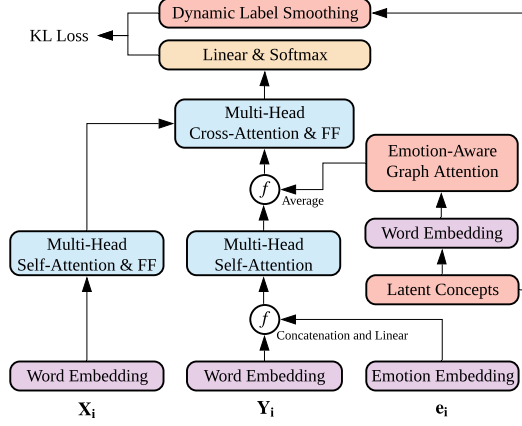 Dynamic Label Smoothing
KL Loss
Linear & Softmax
Multi-Head
Cross-Attention & FF
Emotion-Aware
Graph Attention
f
Average
Word Embedding
Multi-Head
Self-Attention & FF
Multi-Head
Self-Attention
Latent Concepts
f
Concatenation and Linear
Word Embedding
Word Embedding
Emotion Embedding
Xi
Yi
ei